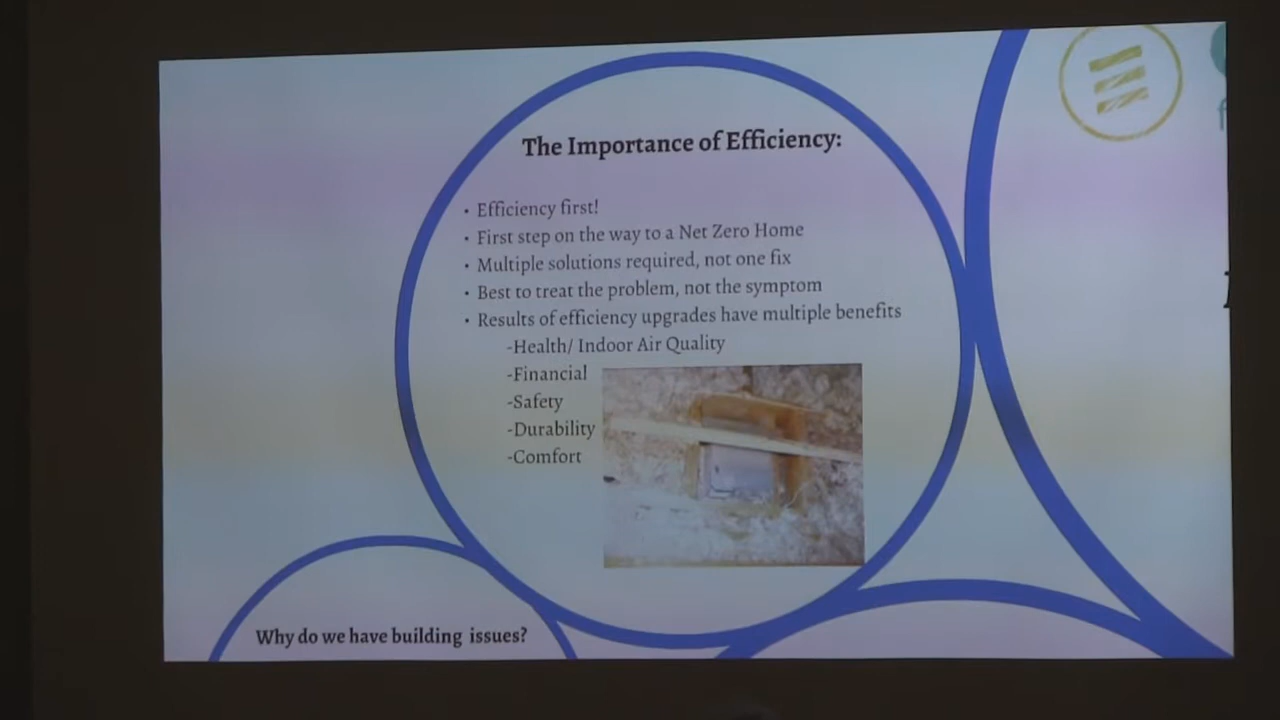 The Importance of Efficiency:
• Efficiency first!
• First step on the way to a Net Zero Home
• Multiple solutions required, not one fix
• Best to treat the problem, not the symptom
• Results of efficiency upgrades have multiple benefits
-Health/ Indoor Air Quality
-Financial
-Safety
-Durability
-Comfort
Why do we have building issues?